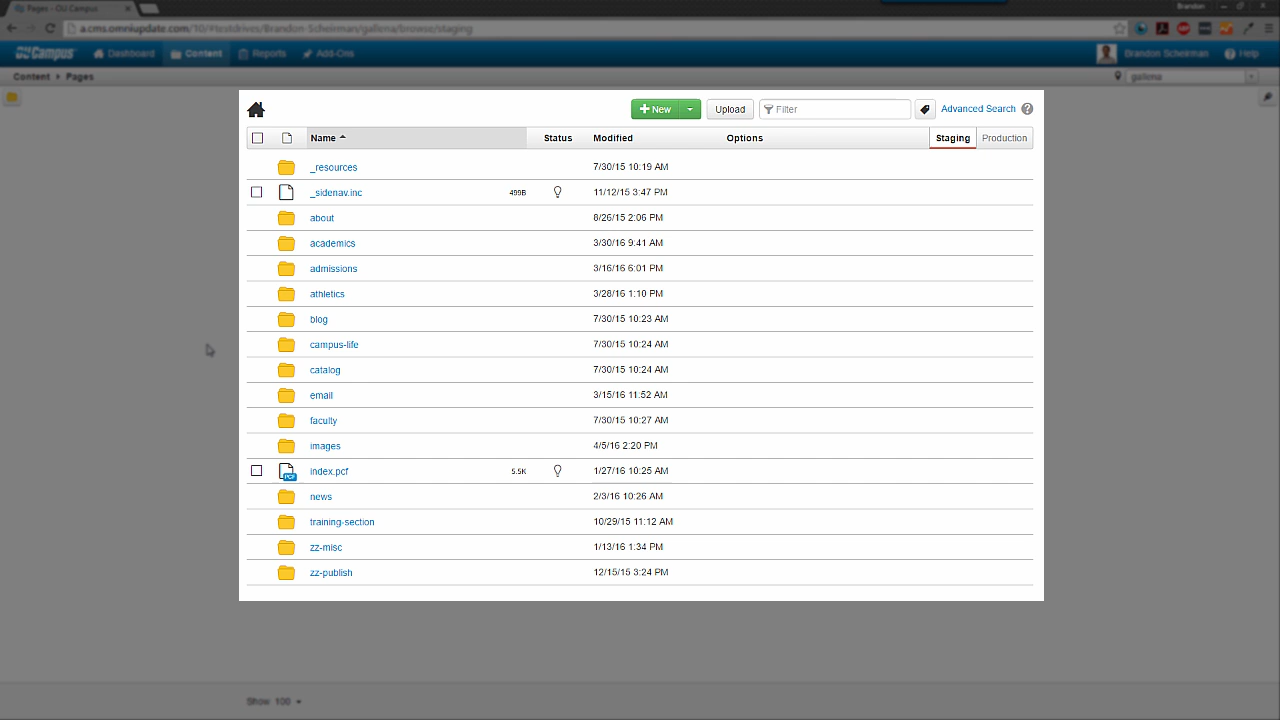 Pages - OU Campus
Brandon
a.cms.omniupdate.com/10/#testdrives/Brandon-Scheirman/gallena/browse/staging
OU Campus Dashboard Content Reports Add-Ons Brandon Scheirman Help
Content Pages gallena
New Upload Filter Advanced Search ?
Name Status Modified Options Staging Production
_resources 7/30/15 10:19 AM
_sidenav.inc 499B 11/12/15 3:47 PM
about 8/26/15 2:06 PM
academics 3/30/16 9:41 AM
admissions 3/16/16 6:01 PM
athletics 3/28/16 1:10 PM
blog 7/30/15 10:23 AM
campus-life 7/30/15 10:24 AM
catalog 7/30/15 10:24 AM
email 3/15/16 11:52 AM
faculty 7/30/15 10:27 AM
images 4/5/16 2:20 PM
PCF index.pcf 5.5K 1/27/16 10:25 AM
news 2/3/16 10:26 AM
training-section 10/29/15 11:12 AM
zz-misc 1/13/16 1:34 PM
zz-publish 12/15/15 3:24 PM
Show 100